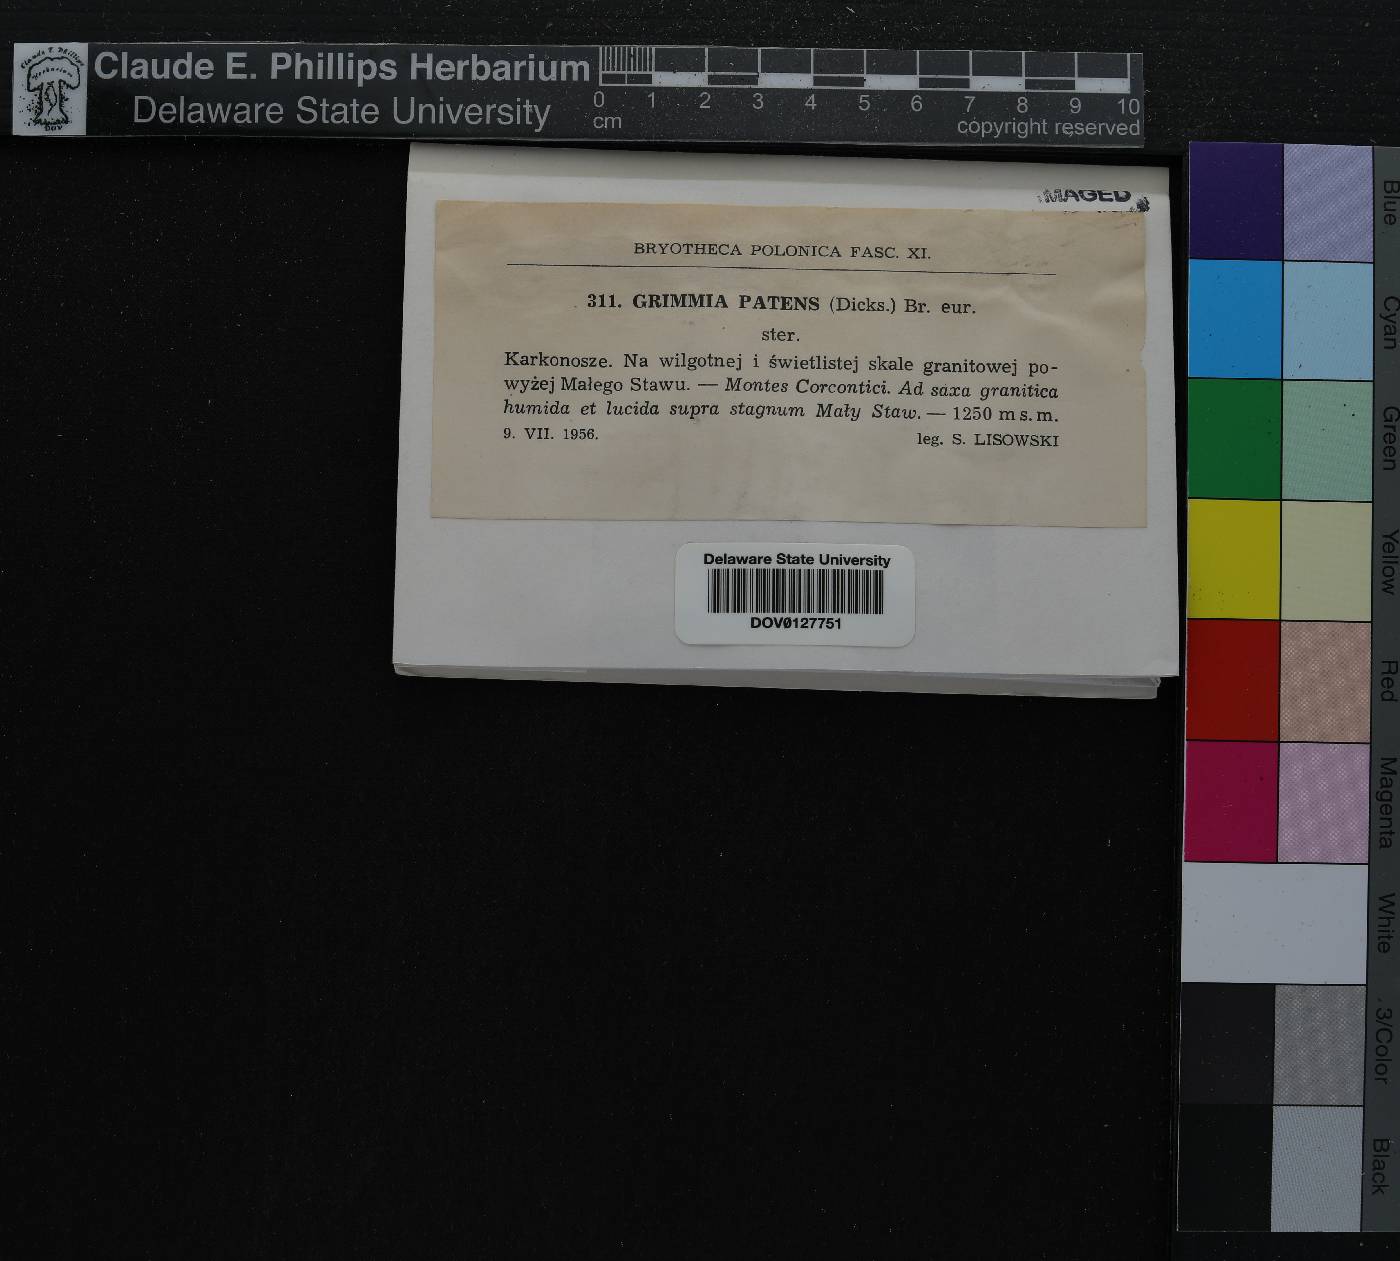 Claude E. Phillips Herbarium
Delaware State University
0 1 2 3 4 5 6 7 8 9 10
cm
copyright reserved
BRYOTHECA POLONICA FASC. XI.
311. GRIMMIA PATENS (Dicks.) Br. eur.
ster.
Karkonosze. Na wilgotnej i świetlistej skale granitowej po-
wyżej Małego Stawu. — Montes Corcontici. Ad saxa granitica
humida et lucida supra stagnum Mały Staw. — 1250 m s. m.
9. VII. 1956. leg. S. LISOWSKI
Delaware State University
DOV0127751
Blue
Cyan
Green
Yellow
Red
Magenta
White
.3/Color
Black